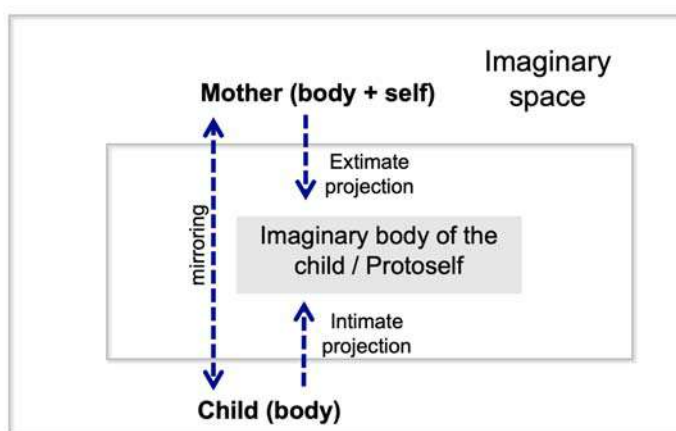 Imaginary
space
Mother (body + self)
Extimate
projection
mirroring
Imaginary body of the
child / Protoself
Intimate
projection
Child (body)